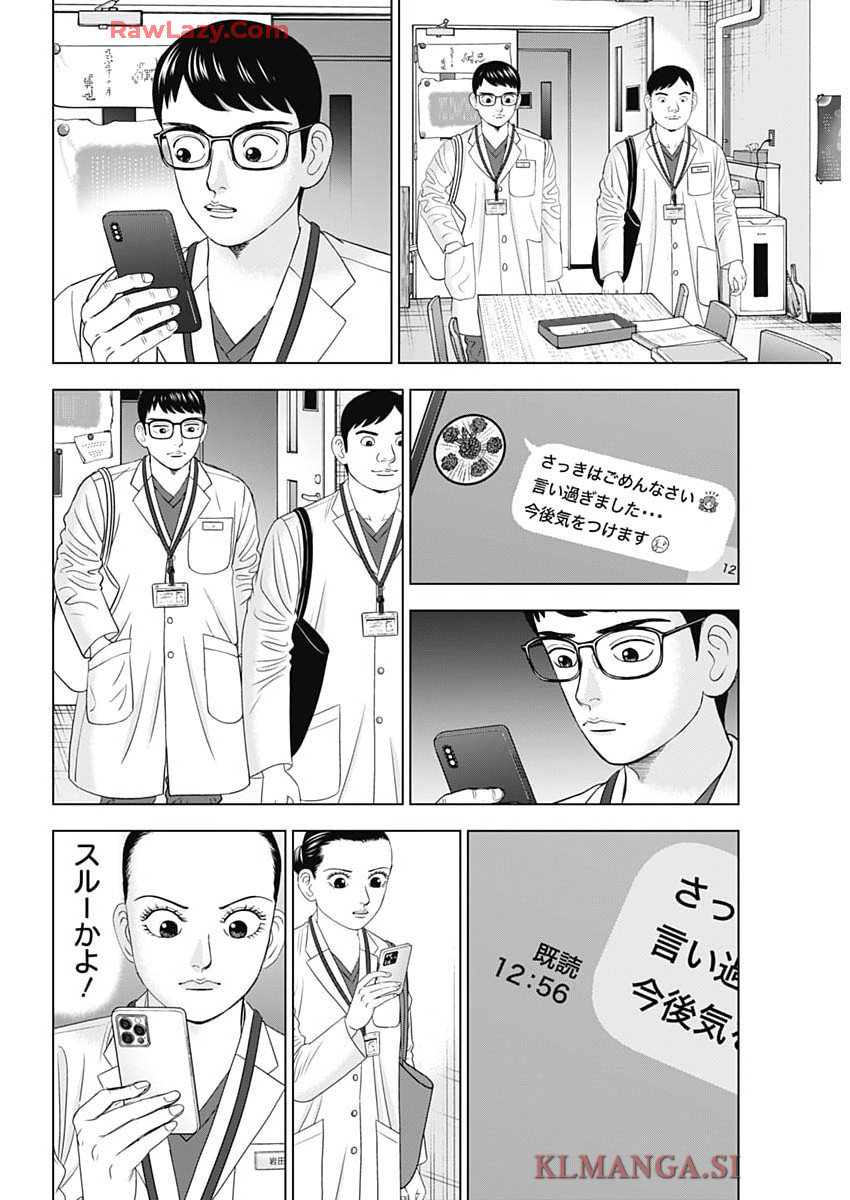 RawLazy.Com
さっきはごめんなさい
言い過ぎました・・・
今後気をつけます
12
さっ
言い過
今後気を
既読
12:56
スルーかよ！
岩田
KLMANGA.SI